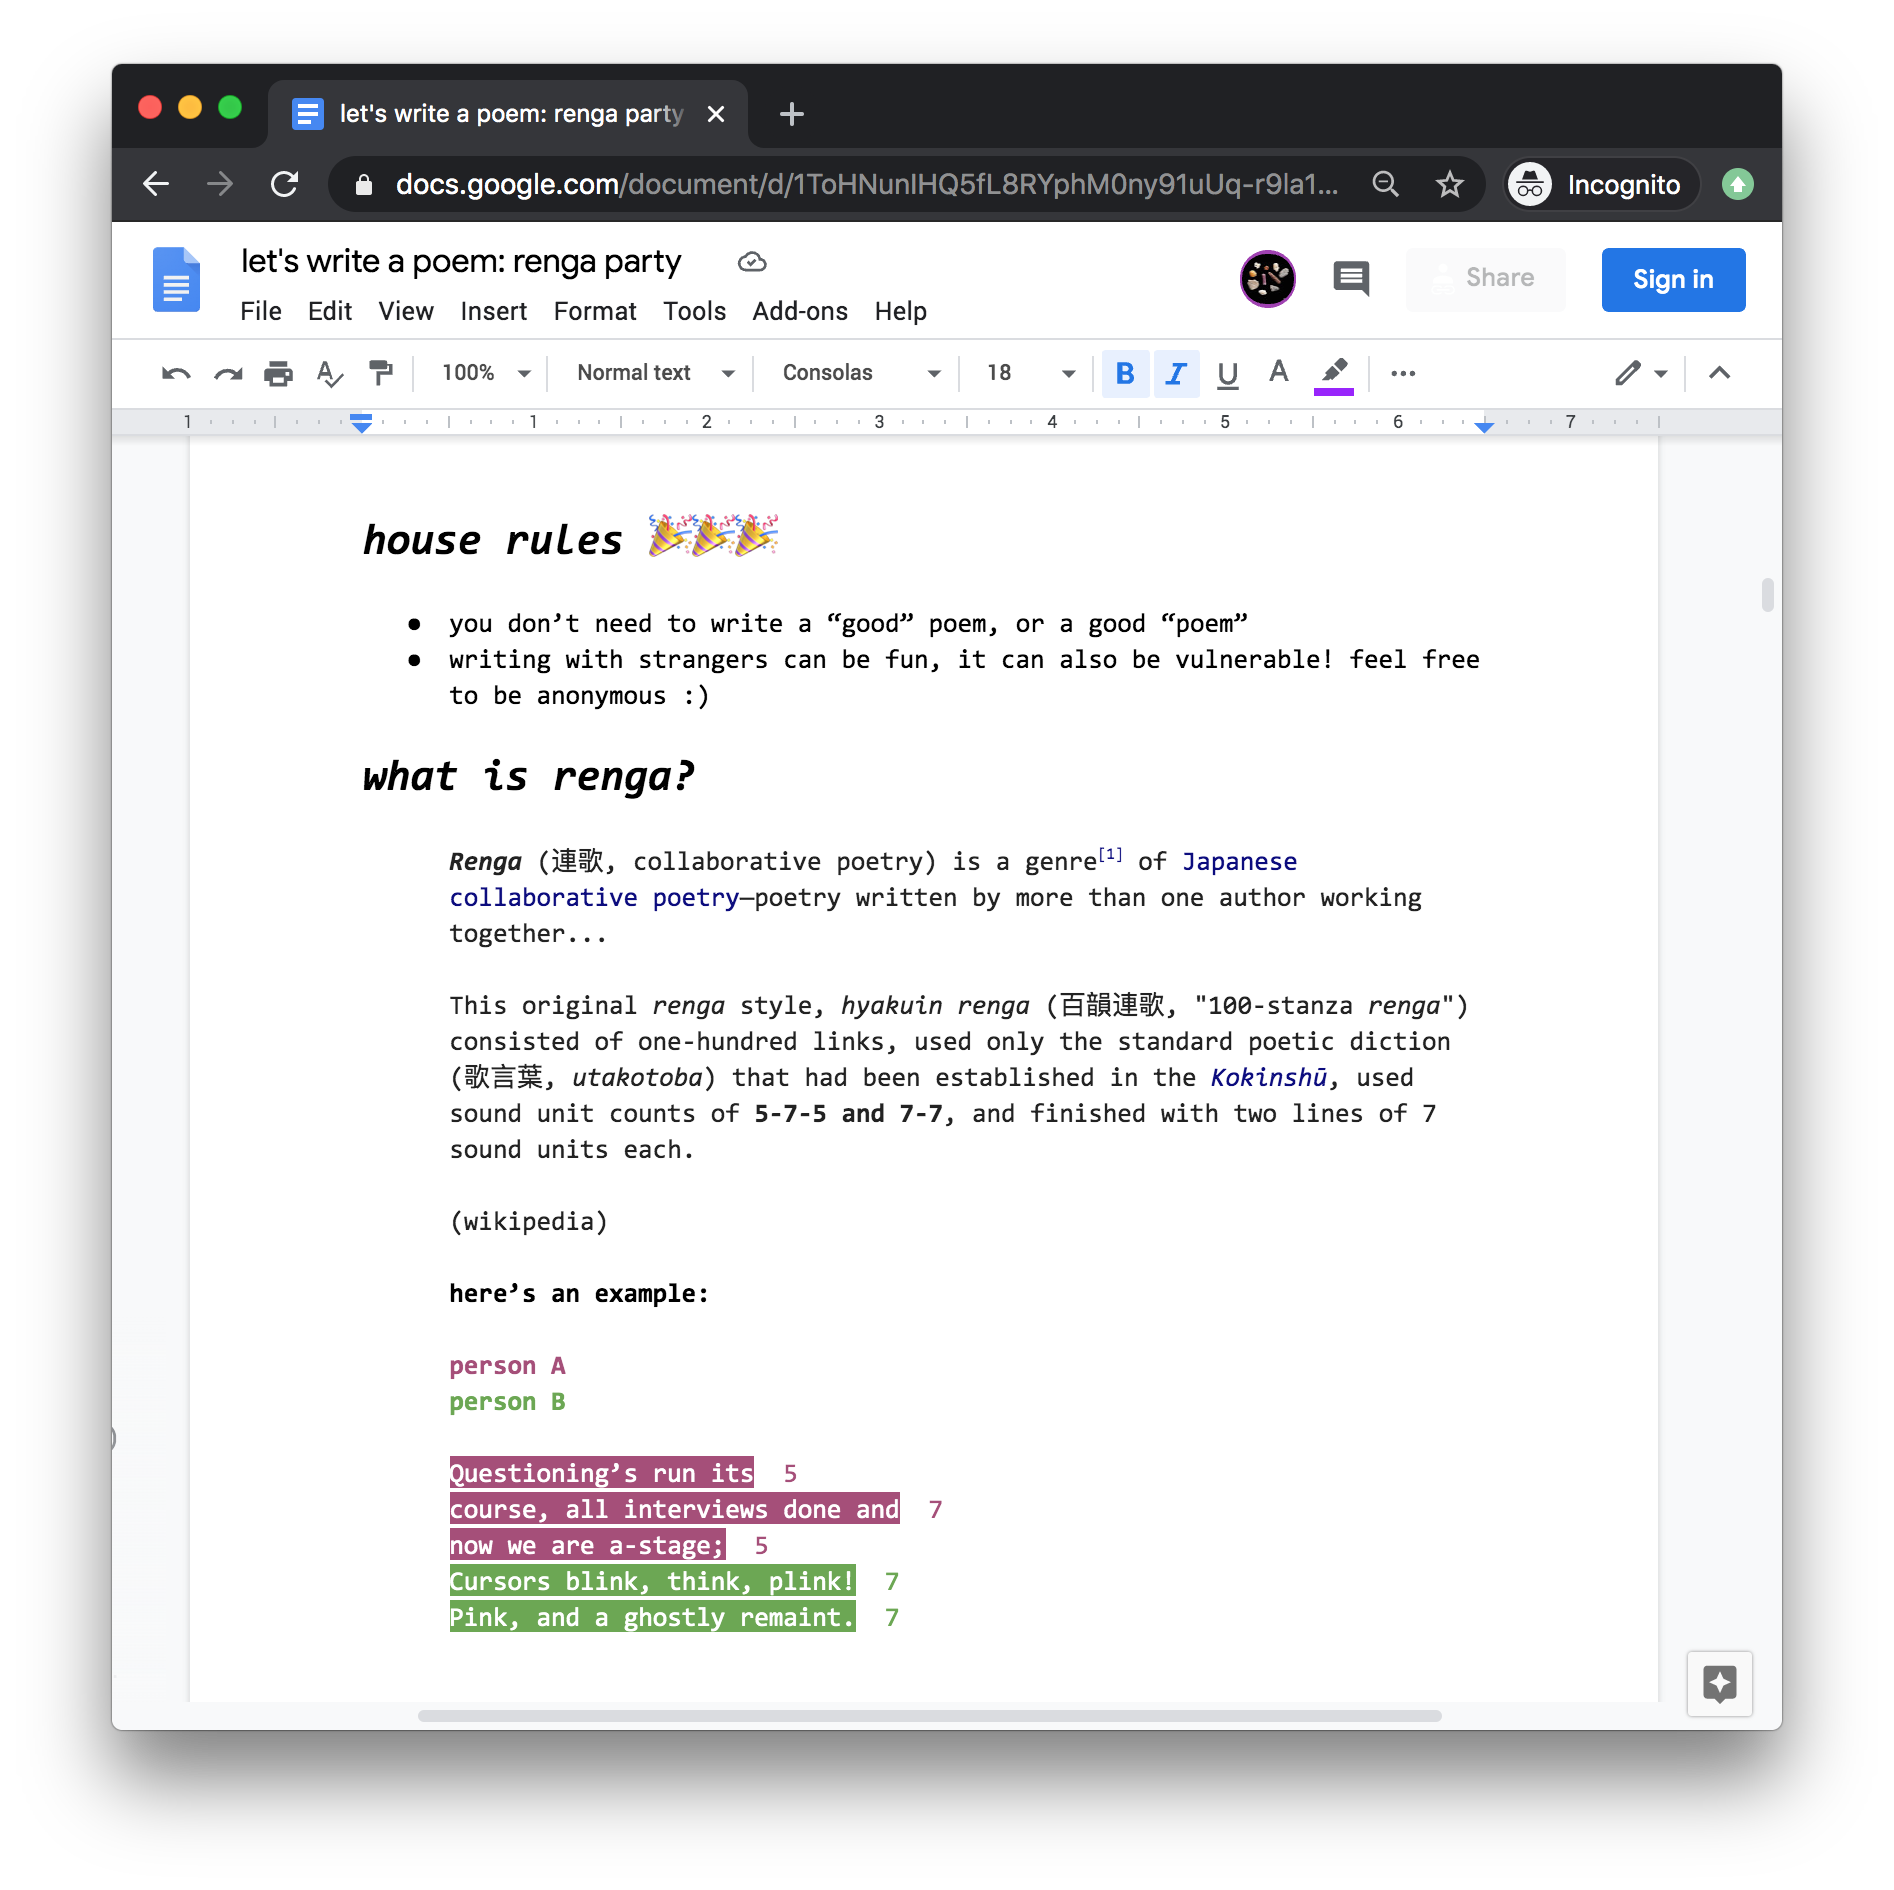 let's write a poem: renga party
docs.google.com/document/d/1ToHNunIHQ5fL8RYphM0ny91uUq-r9la1...
Incognito
let's write a poem: renga party
Share
Sign in
File Edit View Insert Format Tools Add-ons Help
100% Normal text Consolas 18 B I U A
1 1 2 3 4 5 6 7
house rules 🎉🎉🎉
● you don’t need to write a “good” poem, or a good “poem”
● writing with strangers can be fun, it can also be vulnerable! feel free
to be anonymous :)
what is renga?
Renga (連歌, collaborative poetry) is a genre[1] of Japanese
collaborative poetry—poetry written by more than one author working
together...
This original renga style, hyakuin renga (百韻連歌, "100-stanza renga")
consisted of one-hundred links, used only the standard poetic diction
(歌言葉, utakotoba) that had been established in the Kokinshū, used
sound unit counts of 5-7-5 and 7-7, and finished with two lines of 7
sound units each.
(wikipedia)
here’s an example:
person A
person B
Questioning’s run its 5
course, all interviews done and 7
now we are a-stage; 5
Cursors blink, think, plink! 7
Pink, and a ghostly remaint. 7